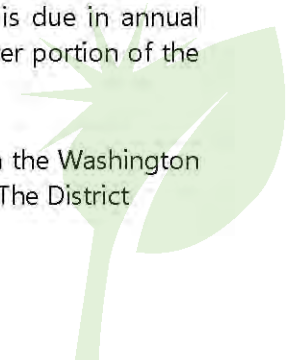 is due in annual
er portion of the
the Washington
The District